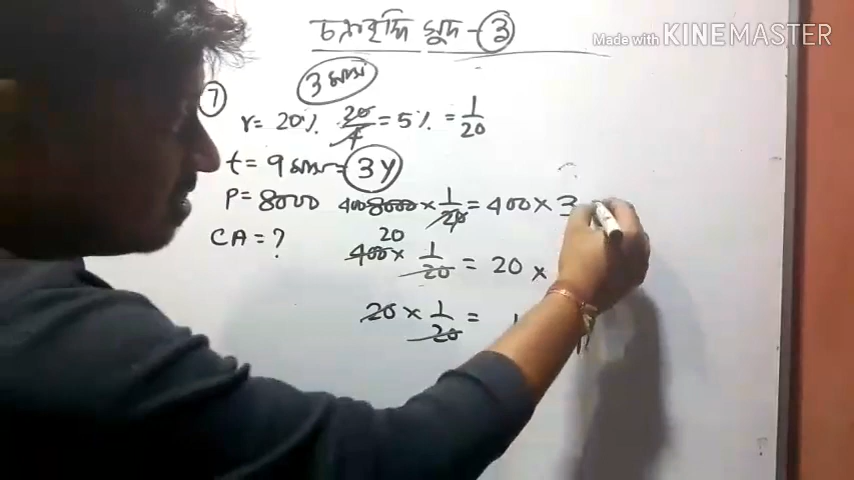 চক্রবৃদ্ধি সুদ - ③
Made with KINEMASTER
3 মাস
7
r = 20% 20/4 = 5% = 1/20
t = 9 মাস = 3y
P = 8000 400 8000 × 1/20 = 400 × 3
CA = ?
20
400 × 1/20 = 20 ×
20 × 1/20 = 1